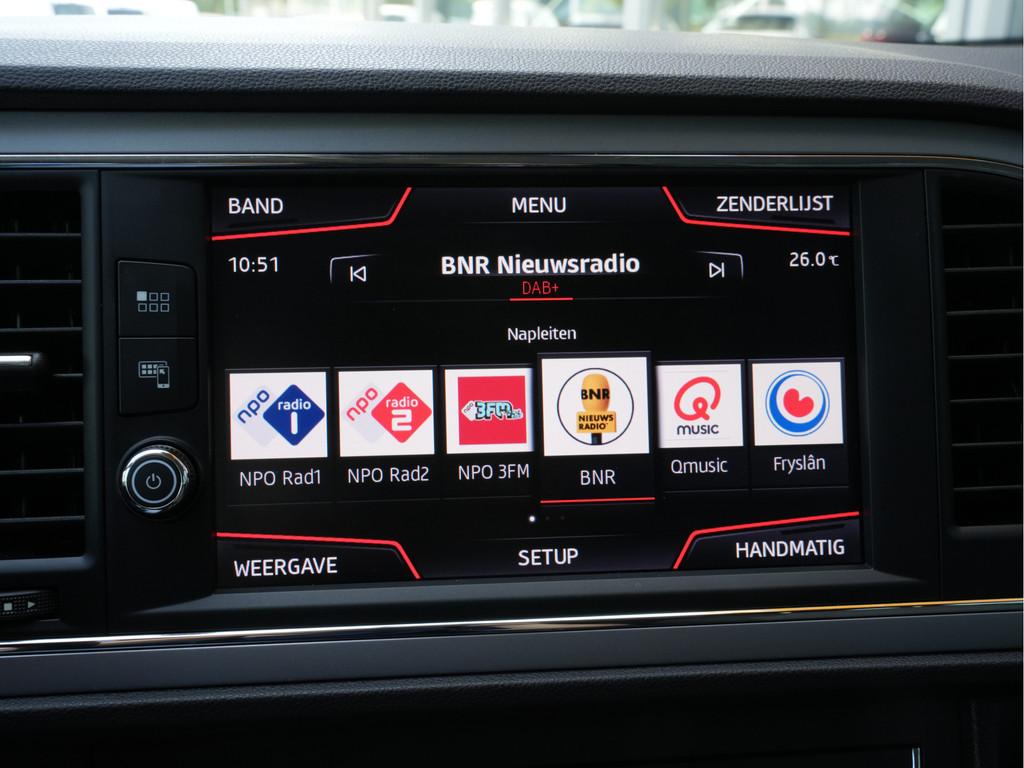 BAND
MENU
ZENDERLIJST
10:51
BNR Nieuwsradio
26.0℃
DAB+
Napleiten
npo radio 1
npo radio 2
3FM
BNR
NIEUWS
RADIO
Q
MUSIC
NPO Rad1
NPO Rad2
NPO 3FM
BNR
Qmusic
Fryslân
WEERGAVE
SETUP
HANDMATIG